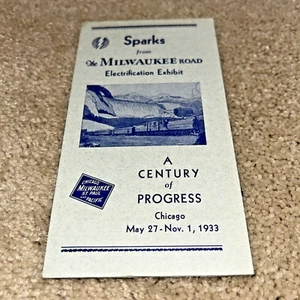 Sparks
from
The MILWAUKEE ROAD
Electrification Exhibit
A
CENTURY
of
PROGRESS
Chicago
May 27-Nov. 1, 1933
CHICAGO
MILWAUKEE
ST. PAUL
AND PACIFIC